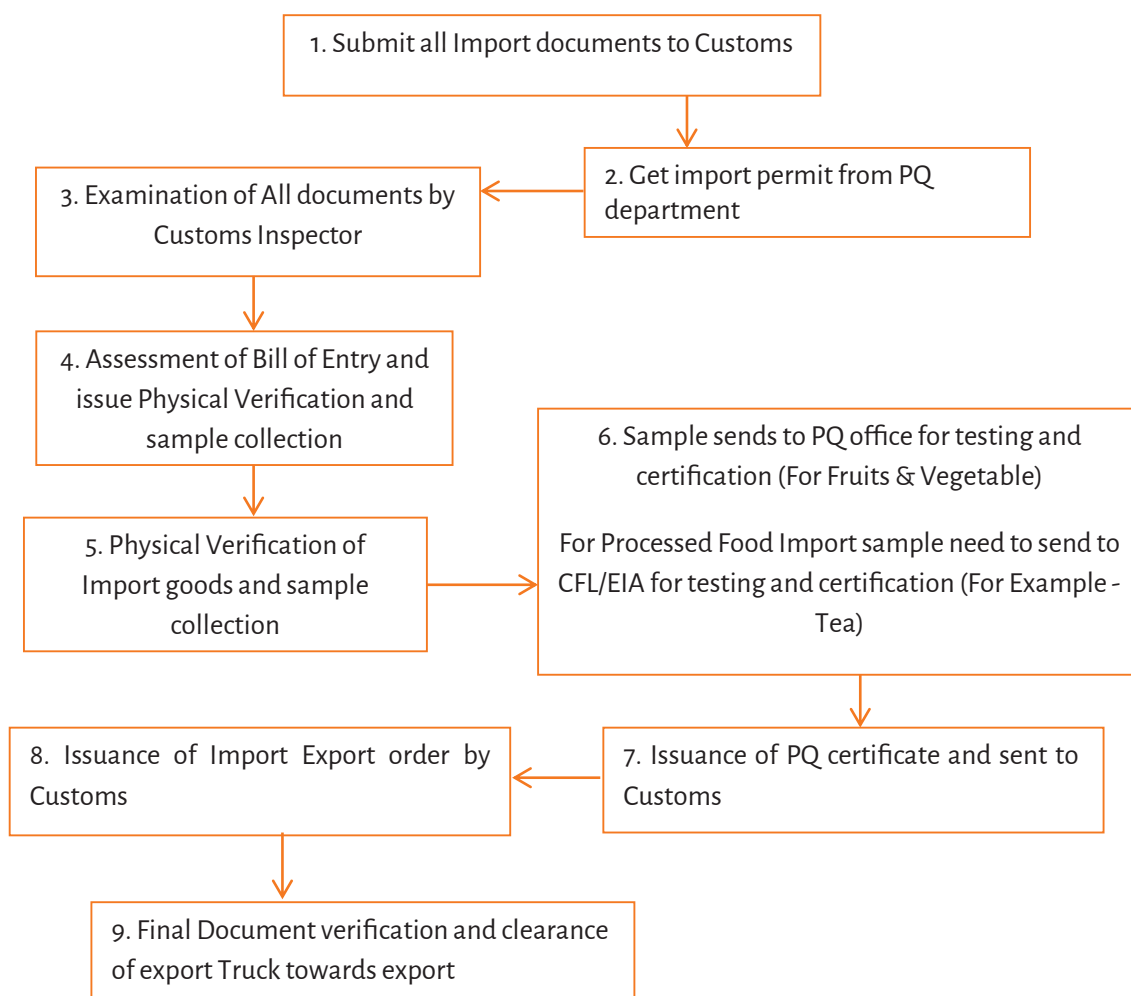 1. Submit all Import documents to Customs
2. Get import permit from PQ
department
3. Examination of All documents by
Customs Inspector
4. Assessment of Bill of Entry and
issue Physical Verification and
sample collection
5. Physical Verification of
Import goods and sample
collection
6. Sample sends to PQ office for testing and
certification (For Fruits & Vegetable)
For Processed Food Import sample need to send to
CFL/EIA for testing and certification (For Example -
Tea)
7. Issuance of PQ certificate and sent to
Customs
8. Issuance of Import Export order by
Customs
9. Final Document verification and clearance
of export Truck towards export